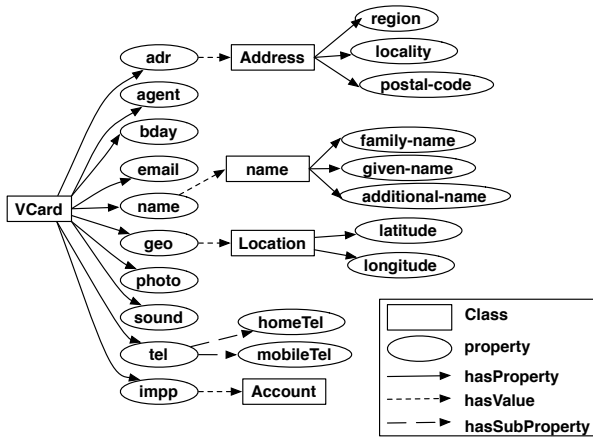 region
adr
Address
locality
postal-code
agent
bday
family-name
email
name
given-name
VCard
name
additional-name
geo
Location
latitude
longitude
photo
sound
homeTel
tel
mobileTel
impp
Account
Class
property
hasProperty
hasValue
hasSubProperty